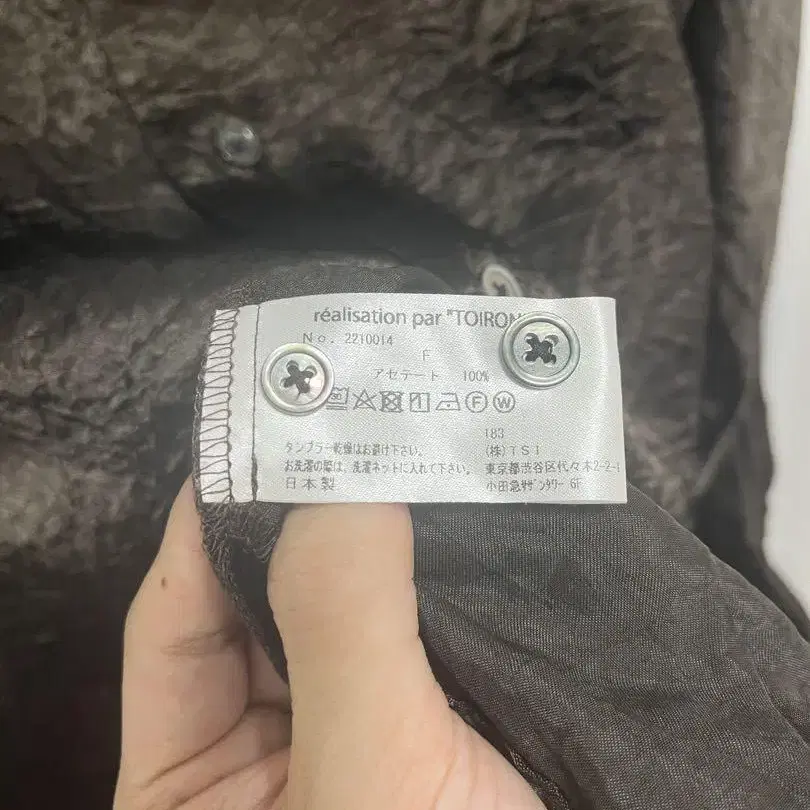 réalisation par "TOIRON
No. 2210014
F
アセテート 100%
F W
タンブラー乾燥はお避け下さい。
お洗濯の際は、洗濯ネットに入れて下さい。
日本製
183
(株)TSI
東京都渋谷区代々木2-2-1
小田急ｻｻﾞﾝﾀﾜｰ 6F